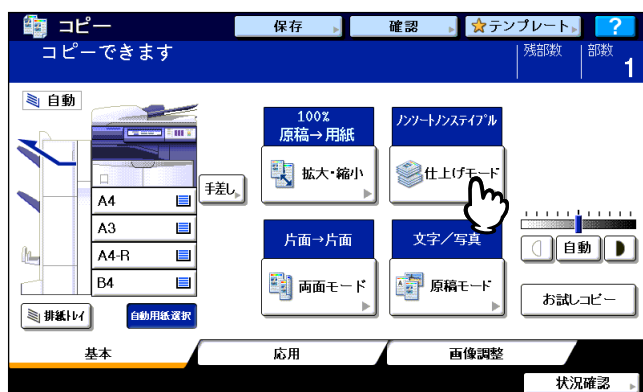 コピー
保存
確認
テンプレート
?
コピーできます
残部数
部数
1
自動
100%
原稿→用紙
ノンソートノンステイプル
拡大・縮小
仕上げモード
手差し
A4
A3
A4-R
B4
片面→片面
文字/写真
自動
両面モード
原稿モード
お試しコピー
排紙トレイ
自動用紙選択
基本
応用
画像調整
状況確認